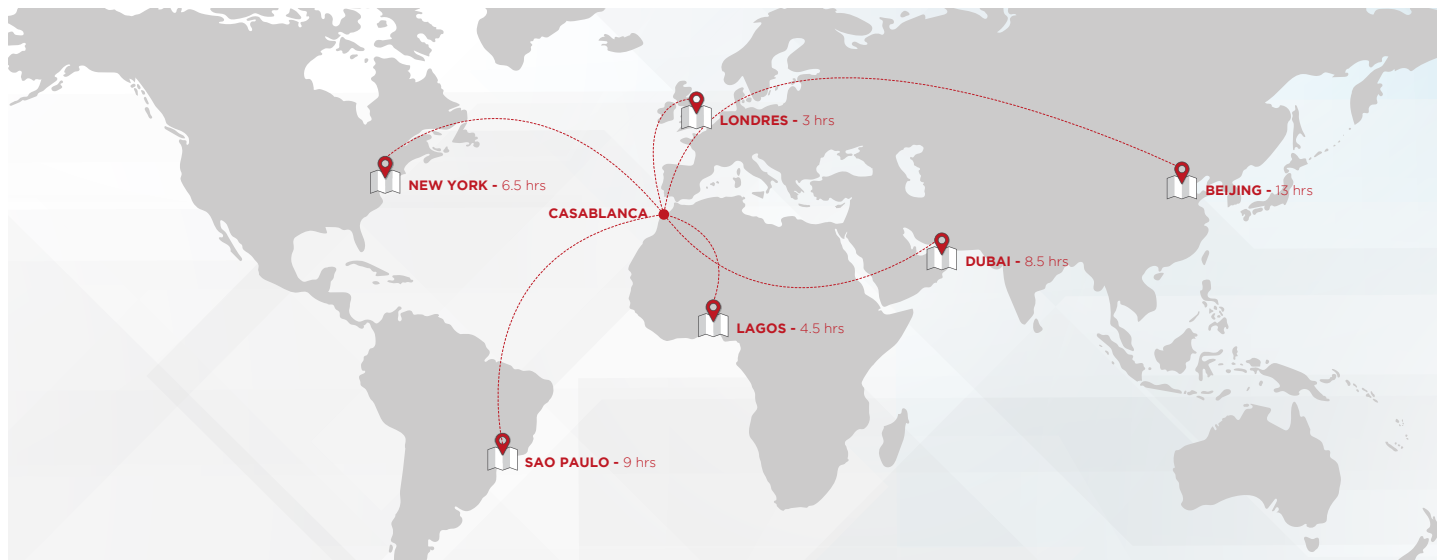 LONDRES - 3 hrs
NEW YORK - 6.5 hrs
BEIJING - 13 hrs
CASABLANCA
DUBAI - 8.5 hrs
LAGOS - 4.5 hrs
SAO PAULO - 9 hrs